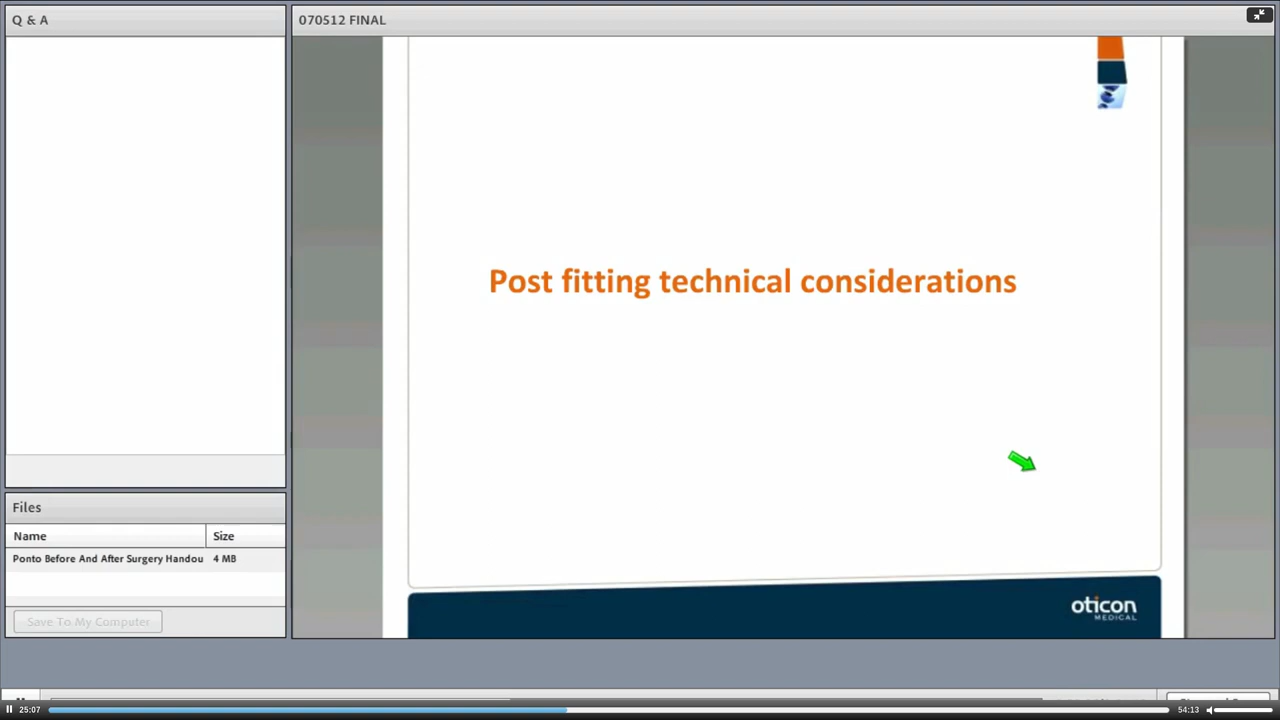 Q & A
070512 FINAL
Post fitting technical considerations
Files
Name Size
Ponto Before And After Surgery Handou 4 MB
Save To My Computer
oticon
MEDICAL
25:07
54:13